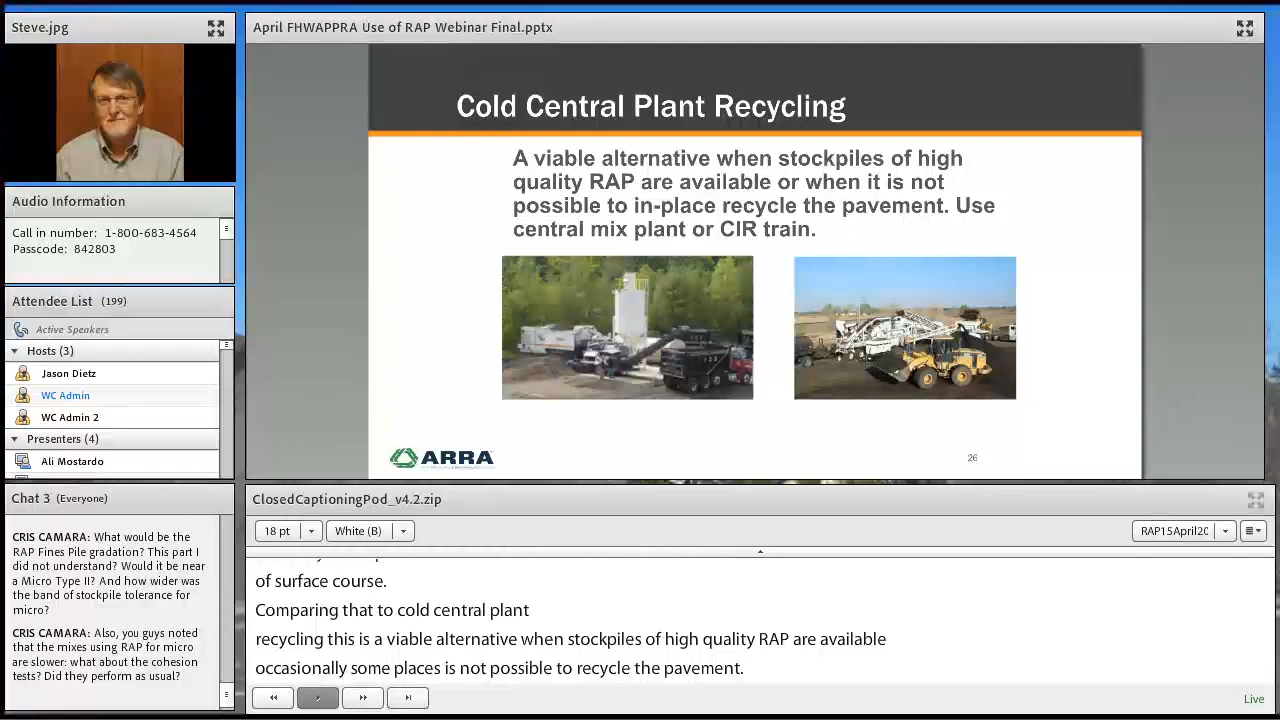 Steve.jpg
Audio Information
Call in number: 1-800-683-4564
Passcode: 842803
Attendee List (199)
Active Speakers
Hosts (3)
Jason Dietz
WC Admin
WC Admin 2
Presenters (4)
Ali Mostardo
Chat 3 (Everyone)
CRIS CAMARA: What would be the
RAP Fines Pile gradation? This part I
did not understand? Would it be near
a Micro Type II? And how wider was
the band of stockpile tolerance for
micro?
CRIS CAMARA: Also, you guys noted
that the mixes using RAP for micro
are slower: what about the cohesion
tests? Did they perform as usual?
April FHWAPPRA Use of RAP Webinar Final.pptx
Cold Central Plant Recycling
A viable alternative when stockpiles of high
quality RAP are available or when it is not
possible to in-place recycle the pavement. Use
central mix plant or CIR train.
ARRA
26
ClosedCaptioningPod_v4.2.zip
18 pt
White (B)
RAP15April20
of surface course.
Comparing that to cold central plant
recycling this is a viable alternative when stockpiles of high quality RAP are available
occasionally some places is not possible to recycle the pavement.
Live